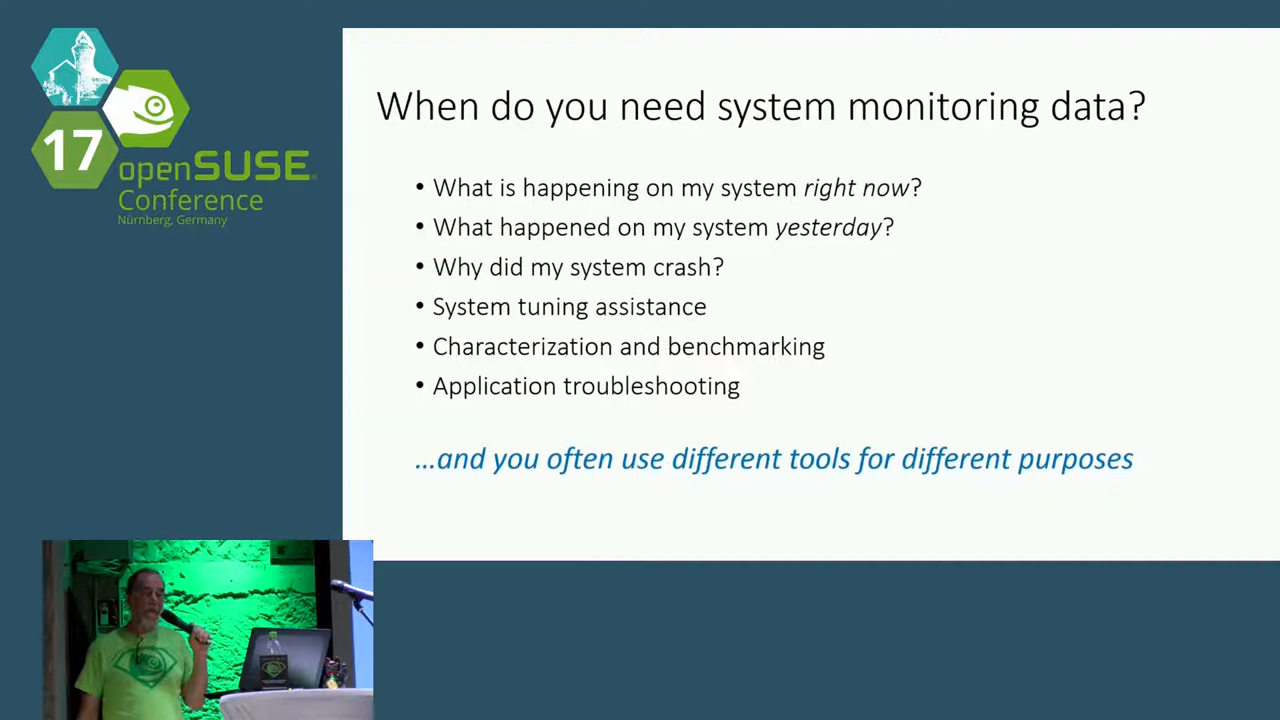 17
openSUSE
Conference
Nürnberg, Germany
When do you need system monitoring data?
• What is happening on my system right now?
• What happened on my system yesterday?
• Why did my system crash?
• System tuning assistance
• Characterization and benchmarking
• Application troubleshooting
…and you often use different tools for different purposes